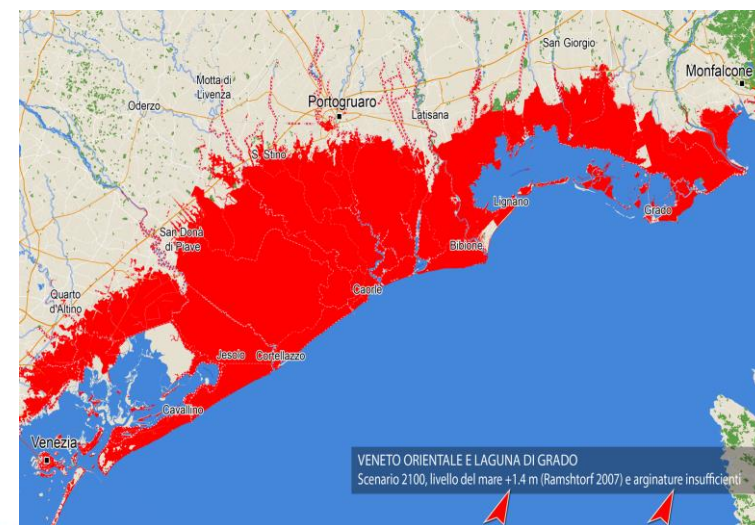 San Giorgio
Monfalcone
Motta di
Livenza
Oderzo
Portogruaro
Latisana
S. Stino
Lignano
Grado
San Donà
di Piave
Bibione
Quarto
d'Altino
Caorle
Jesolo
Cortellazzo
Cavallino
Venezia
VENETO ORIENTALE E LAGUNA DI GRADO
Scenario 2100, livello del mare +1.4 m (Ramshtorf 2007) e arginature insufficienti